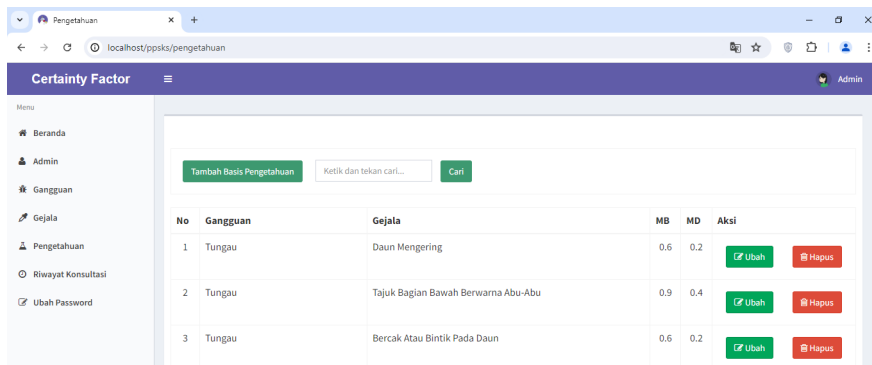 Pengetahuan
localhost/ppsks/pengetahuan
Certainty Factor
Admin
Menu
Beranda
Admin
Gangguan
Gejala
Pengetahuan
Riwayat Konsultasi
Ubah Password
Tambah Basis Pengetahuan Ketik dan tekan cari... Cari
No Gangguan Gejala MB MD Aksi
1 Tungau Daun Mengering 0.6 0.2 Ubah Hapus
2 Tungau Tajuk Bagian Bawah Berwarna Abu-Abu 0.9 0.4 Ubah Hapus
3 Tungau Bercak Atau Bintik Pada Daun 0.6 0.2 Ubah Hapus